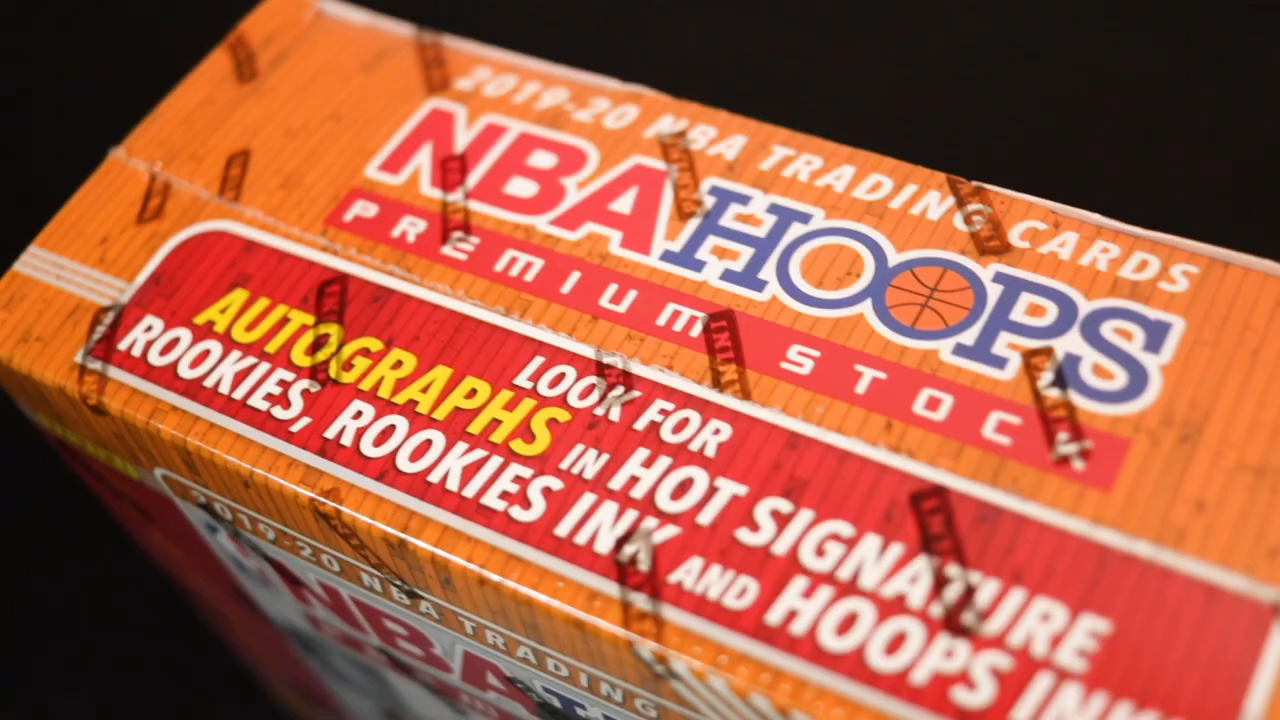 2019-20 NBA TRADING CARDS
NBA HOOPS
PREMIUM STOCK
LOOK FOR
AUTOGRAPHS IN HOT SIGNATURE
ROOKIES, ROOKIES INK AND HOOPS INK
2019-20 NBA TRADING
NBA